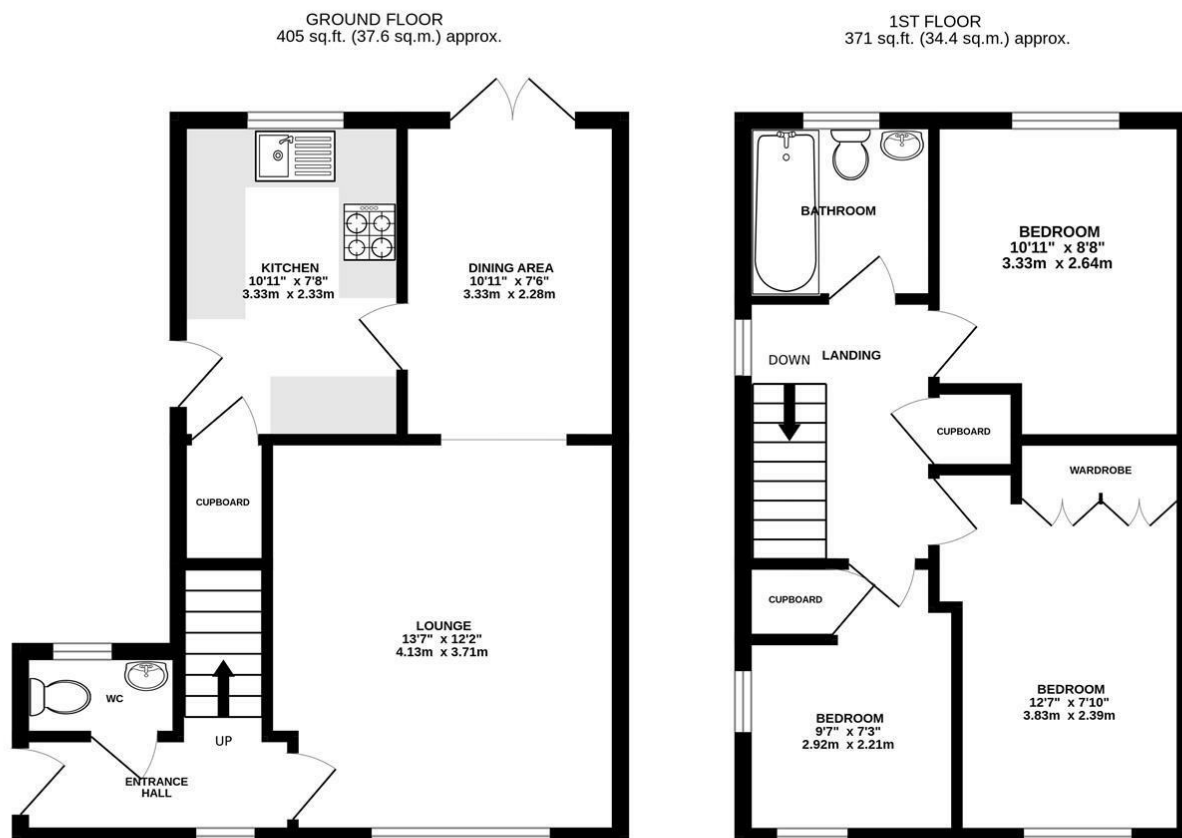 GROUND FLOOR
405 sq.ft. (37.6 sq.m.) approx.
1ST FLOOR
371 sq.ft. (34.4 sq.m.) approx.
KITCHEN
10'11" x 7'8"
3.33m x 2.33m
DINING AREA
10'11" x 7'6"
3.33m x 2.28m
CUPBOARD
LOUNGE
13'7" x 12'2"
4.13m x 3.71m
WC
UP
ENTRANCE
HALL
BATHROOM
BEDROOM
10'11" x 8'8"
3.33m x 2.64m
DOWN
LANDING
CUPBOARD
WARDROBE
CUPBOARD
BEDROOM
12'7" x 7'10"
3.83m x 2.39m
BEDROOM
9'7" x 7'3"
2.92m x 2.21m